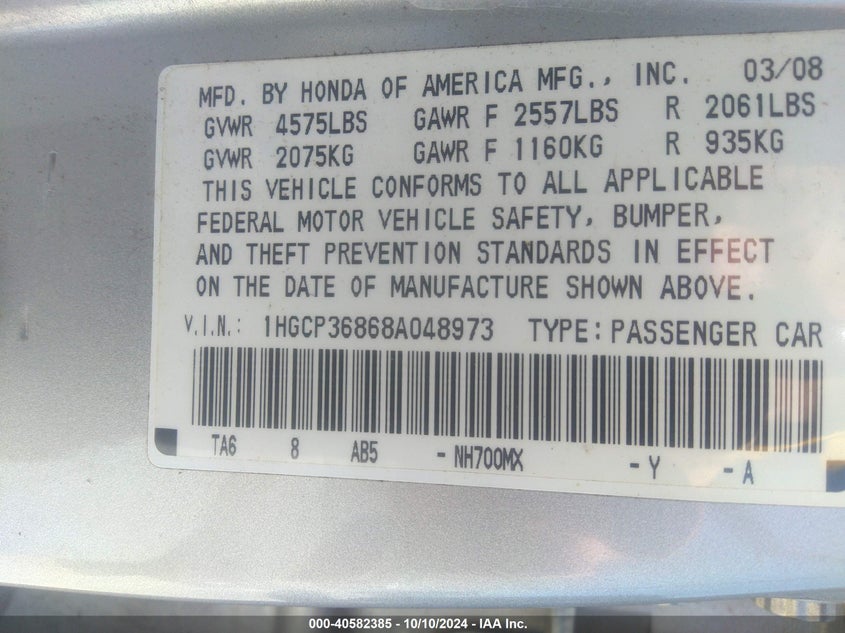 MFD. BY HONDA OF AMERICA MFG., INC. 03/08
GVWR 4575LBS GAWR F 2557LBS R 2061LBS
GVWR 2075KG GAWR F 1160KG R 935KG
THIS VEHICLE CONFORMS TO ALL APPLICABLE
FEDERAL MOTOR VEHICLE SAFETY, BUMPER,
AND THEFT PREVENTION STANDARDS IN EFFECT
ON THE DATE OF MANUFACTURE SHOWN ABOVE.
V.I.N.: 1HGCP36868A048973 TYPE: PASSENGER CAR
TA6 8 AB5 - NH700MX - Y - A
000-40582385 - 10/10/2024 - IAA Inc.